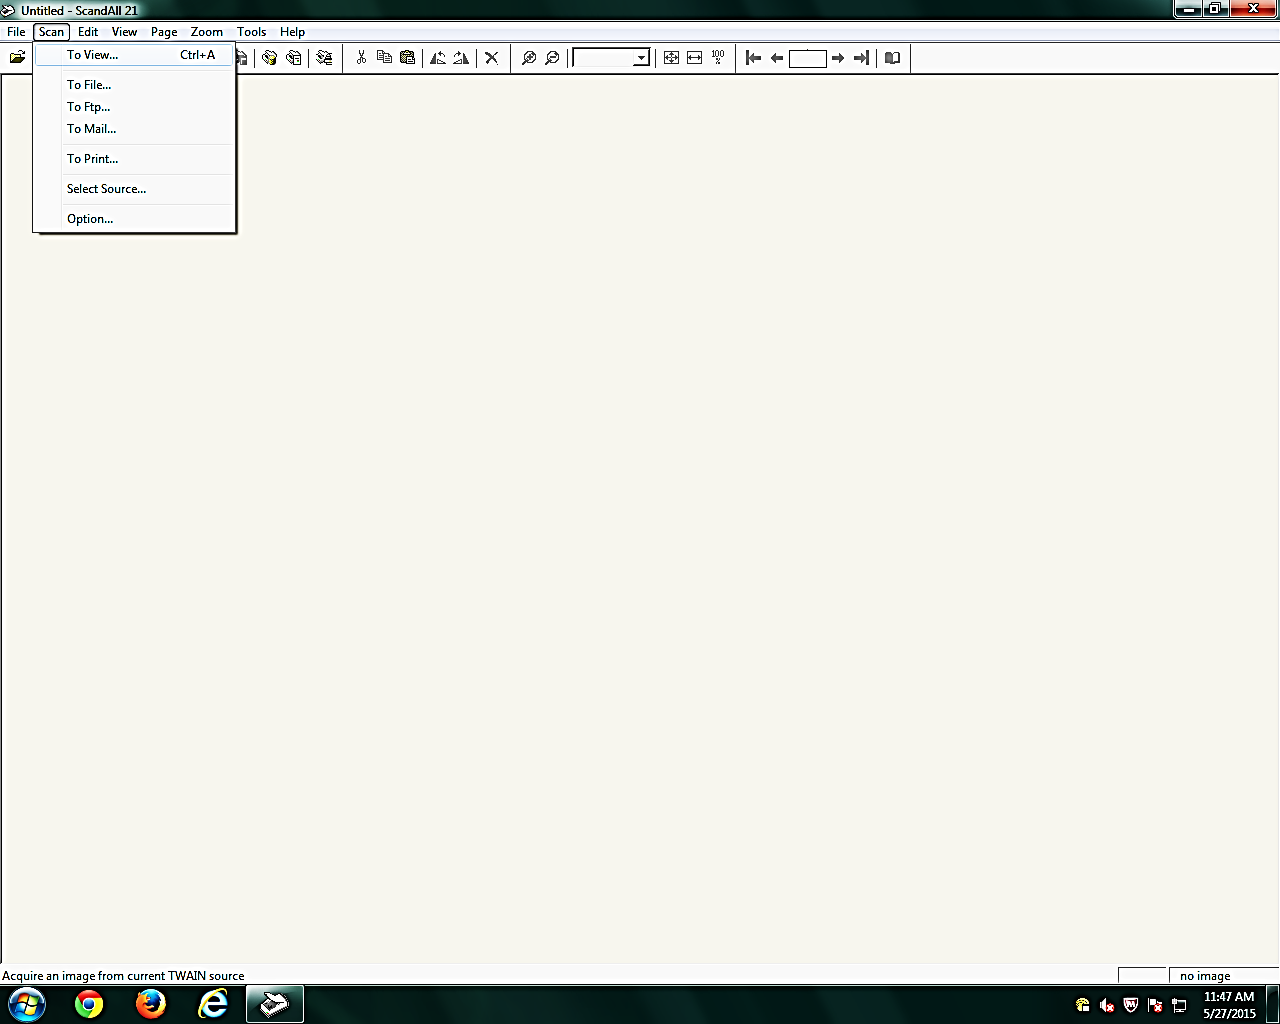 Untitled - ScandAll 21
File Scan Edit View Page Zoom Tools Help
To View... Ctrl+A
100
%
To File...
To Ftp...
To Mail...
To Print...
Select Source...
Option...
Acquire an image from current TWAIN source
no image
11:47 AM
5/27/2015